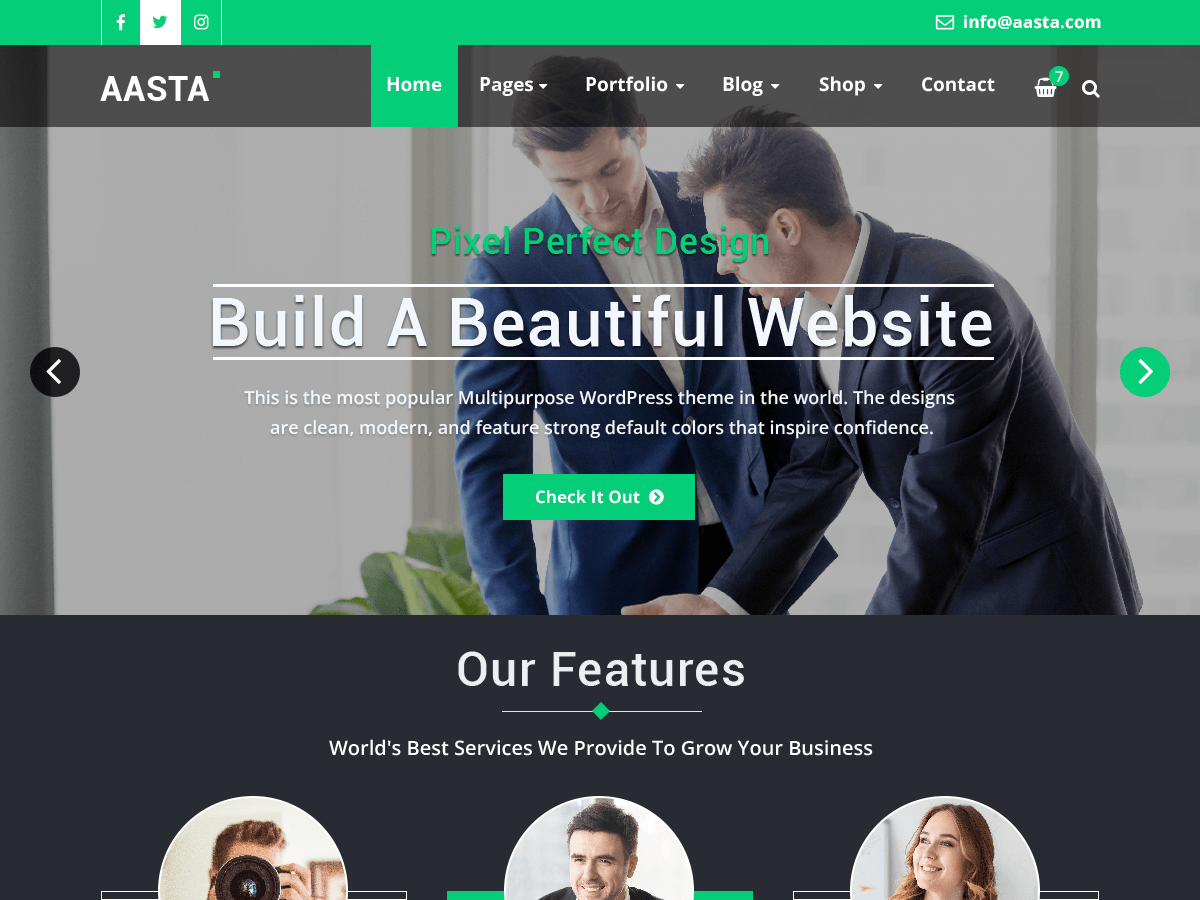 info@aasta.com
AASTA
Home Pages Portfolio Blog Shop Contact 7
Pixel Perfect Design
Build A Beautiful Website
This is the most popular Multipurpose WordPress theme in the world. The designs
are clean, modern, and feature strong default colors that inspire confidence.
Check It Out
Our Features
World's Best Services We Provide To Grow Your Business